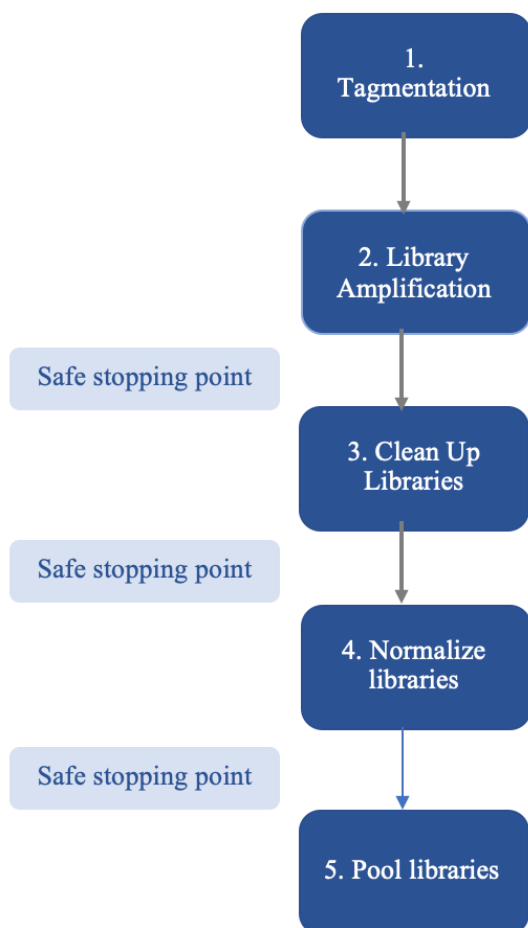 1.
Tagmentation
2. Library
Amplification
Safe stopping point
3. Clean Up
Libraries
Safe stopping point
4. Normalize
libraries
Safe stopping point
5. Pool libraries